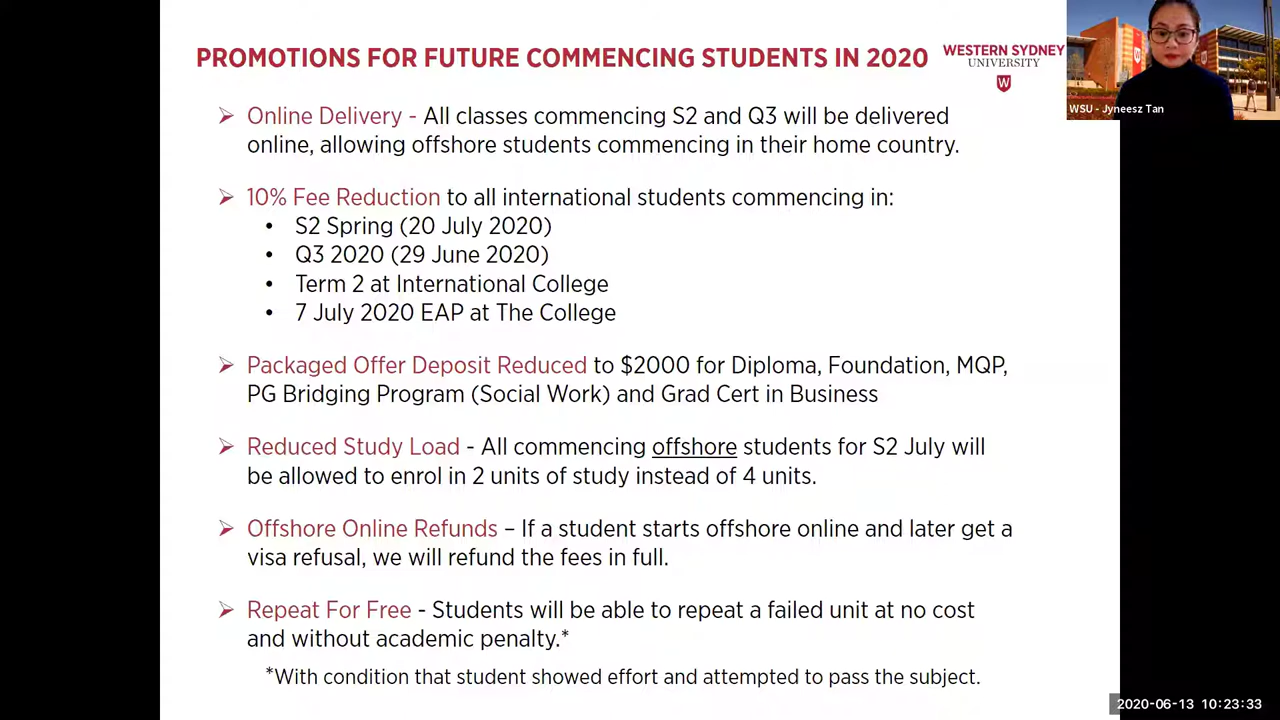 PROMOTIONS FOR FUTURE COMMENCING STUDENTS IN 2020
WESTERN SYDNEY
UNIVERSITY
W
WSU - Jyneesz Tan
Online Delivery - All classes commencing S2 and Q3 will be delivered
online, allowing offshore students commencing in their home country.
10% Fee Reduction to all international students commencing in:
• S2 Spring (20 July 2020)
• Q3 2020 (29 June 2020)
• Term 2 at International College
• 7 July 2020 EAP at The College
Packaged Offer Deposit Reduced to $2000 for Diploma, Foundation, MQP,
PG Bridging Program (Social Work) and Grad Cert in Business
Reduced Study Load - All commencing offshore students for S2 July will
be allowed to enrol in 2 units of study instead of 4 units.
Offshore Online Refunds – If a student starts offshore online and later get a
visa refusal, we will refund the fees in full.
Repeat For Free - Students will be able to repeat a failed unit at no cost
and without academic penalty.*
*With condition that student showed effort and attempted to pass the subject.
2020-06-13 10:23:33